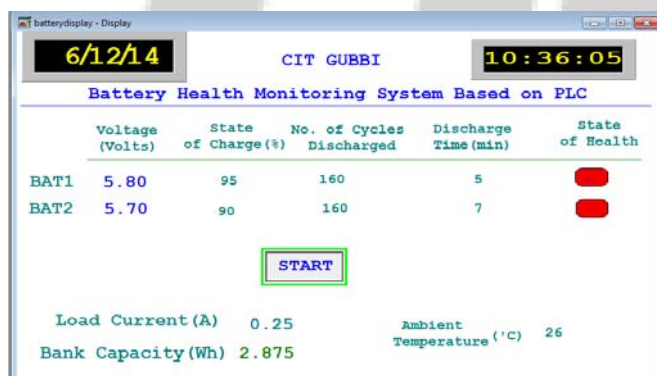 batterydisplay - Display
6/12/14 CIT GUBBI 10:36:05
Battery Health Monitoring System Based on PLC
Voltage (Volts) State of Charge(%) No. of Cycles Discharged Discharge Time(min) State of Health
BAT1 5.80 95 160 5
BAT2 5.70 90 160 7
START
Load Current(A) 0.25 Ambient Temperature('C) 26
Bank Capacity(Wh) 2.875